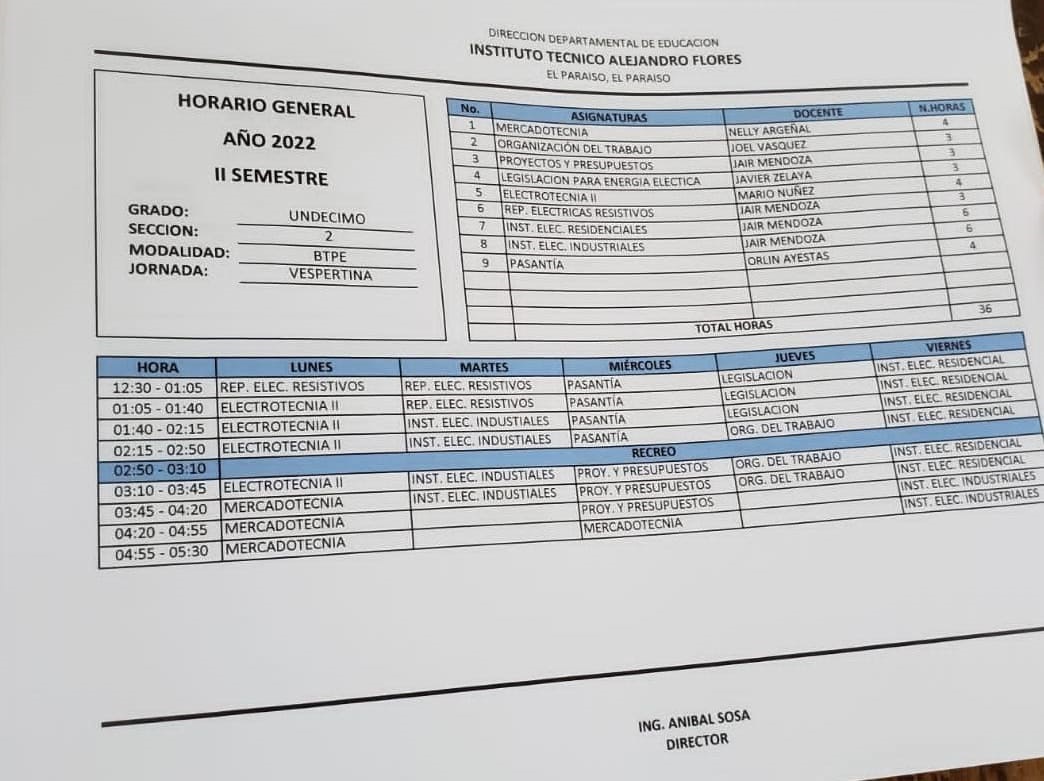 DIRECCION DEPARTAMENTAL DE EDUCACION
INSTITUTO TECNICO ALEJANDRO FLORES
EL PARAISO, EL PARAISO
HORARIO GENERAL
AÑO 2022
II SEMESTRE
GRADO: UNDECIMO
SECCION: 2
MODALIDAD: BTPE
JORNADA: VESPERTINA
No. ASIGNATURAS DOCENTE N.HORAS
1 MERCADOTECNIA NELLY ARGEÑAL 4
2 ORGANIZACIÓN DEL TRABAJO JOEL VASQUEZ 3
3 PROYECTOS Y PRESUPUESTOS JAIR MENDOZA 3
4 LEGISLACION PARA ENERGIA ELECTICA JAVIER ZELAYA 3
5 ELECTROTECNIA II MARIO NUÑEZ 4
6 REP. ELECTRICAS RESISTIVOS JAIR MENDOZA 3
7 INST. ELEC. RESIDENCIALES JAIR MENDOZA 6
8 INST. ELEC. INDUSTRIALES JAIR MENDOZA 6
9 PASANTÍA ORLIN AYESTAS 4
TOTAL HORAS 36
HORA LUNES MARTES MIÉRCOLES JUEVES VIERNES
12:30 - 01:05 REP. ELEC. RESISTIVOS REP. ELEC. RESISTIVOS PASANTÍA LEGISLACION INST. ELEC. RESIDENCIAL
01:05 - 01:40 ELECTROTECNIA II REP. ELEC. RESISTIVOS PASANTÍA LEGISLACION INST. ELEC. RESIDENCIAL
01:40 - 02:15 ELECTROTECNIA II INST. ELEC. INDUSTIALES PASANTÍA LEGISLACION INST. ELEC. RESIDENCIAL
02:15 - 02:50 ELECTROTECNIA II INST. ELEC. INDUSTIALES PASANTÍA ORG. DEL TRABAJO INST. ELEC. RESIDENCIAL
02:50 - 03:10 RECREO
03:10 - 03:45 ELECTROTECNIA II INST. ELEC. INDUSTIALES PROY. Y PRESUPUESTOS ORG. DEL TRABAJO INST. ELEC. RESIDENCIAL
03:45 - 04:20 MERCADOTECNIA INST. ELEC. INDUSTIALES PROY. Y PRESUPUESTOS ORG. DEL TRABAJO INST. ELEC. RESIDENCIAL
04:20 - 04:55 MERCADOTECNIA PROY. Y PRESUPUESTOS INST. ELEC. INDUSTRIALES
04:55 - 05:30 MERCADOTECNIA MERCADOTECNIA INST. ELEC. INDUSTRIALES
ING. ANIBAL SOSA
DIRECTOR